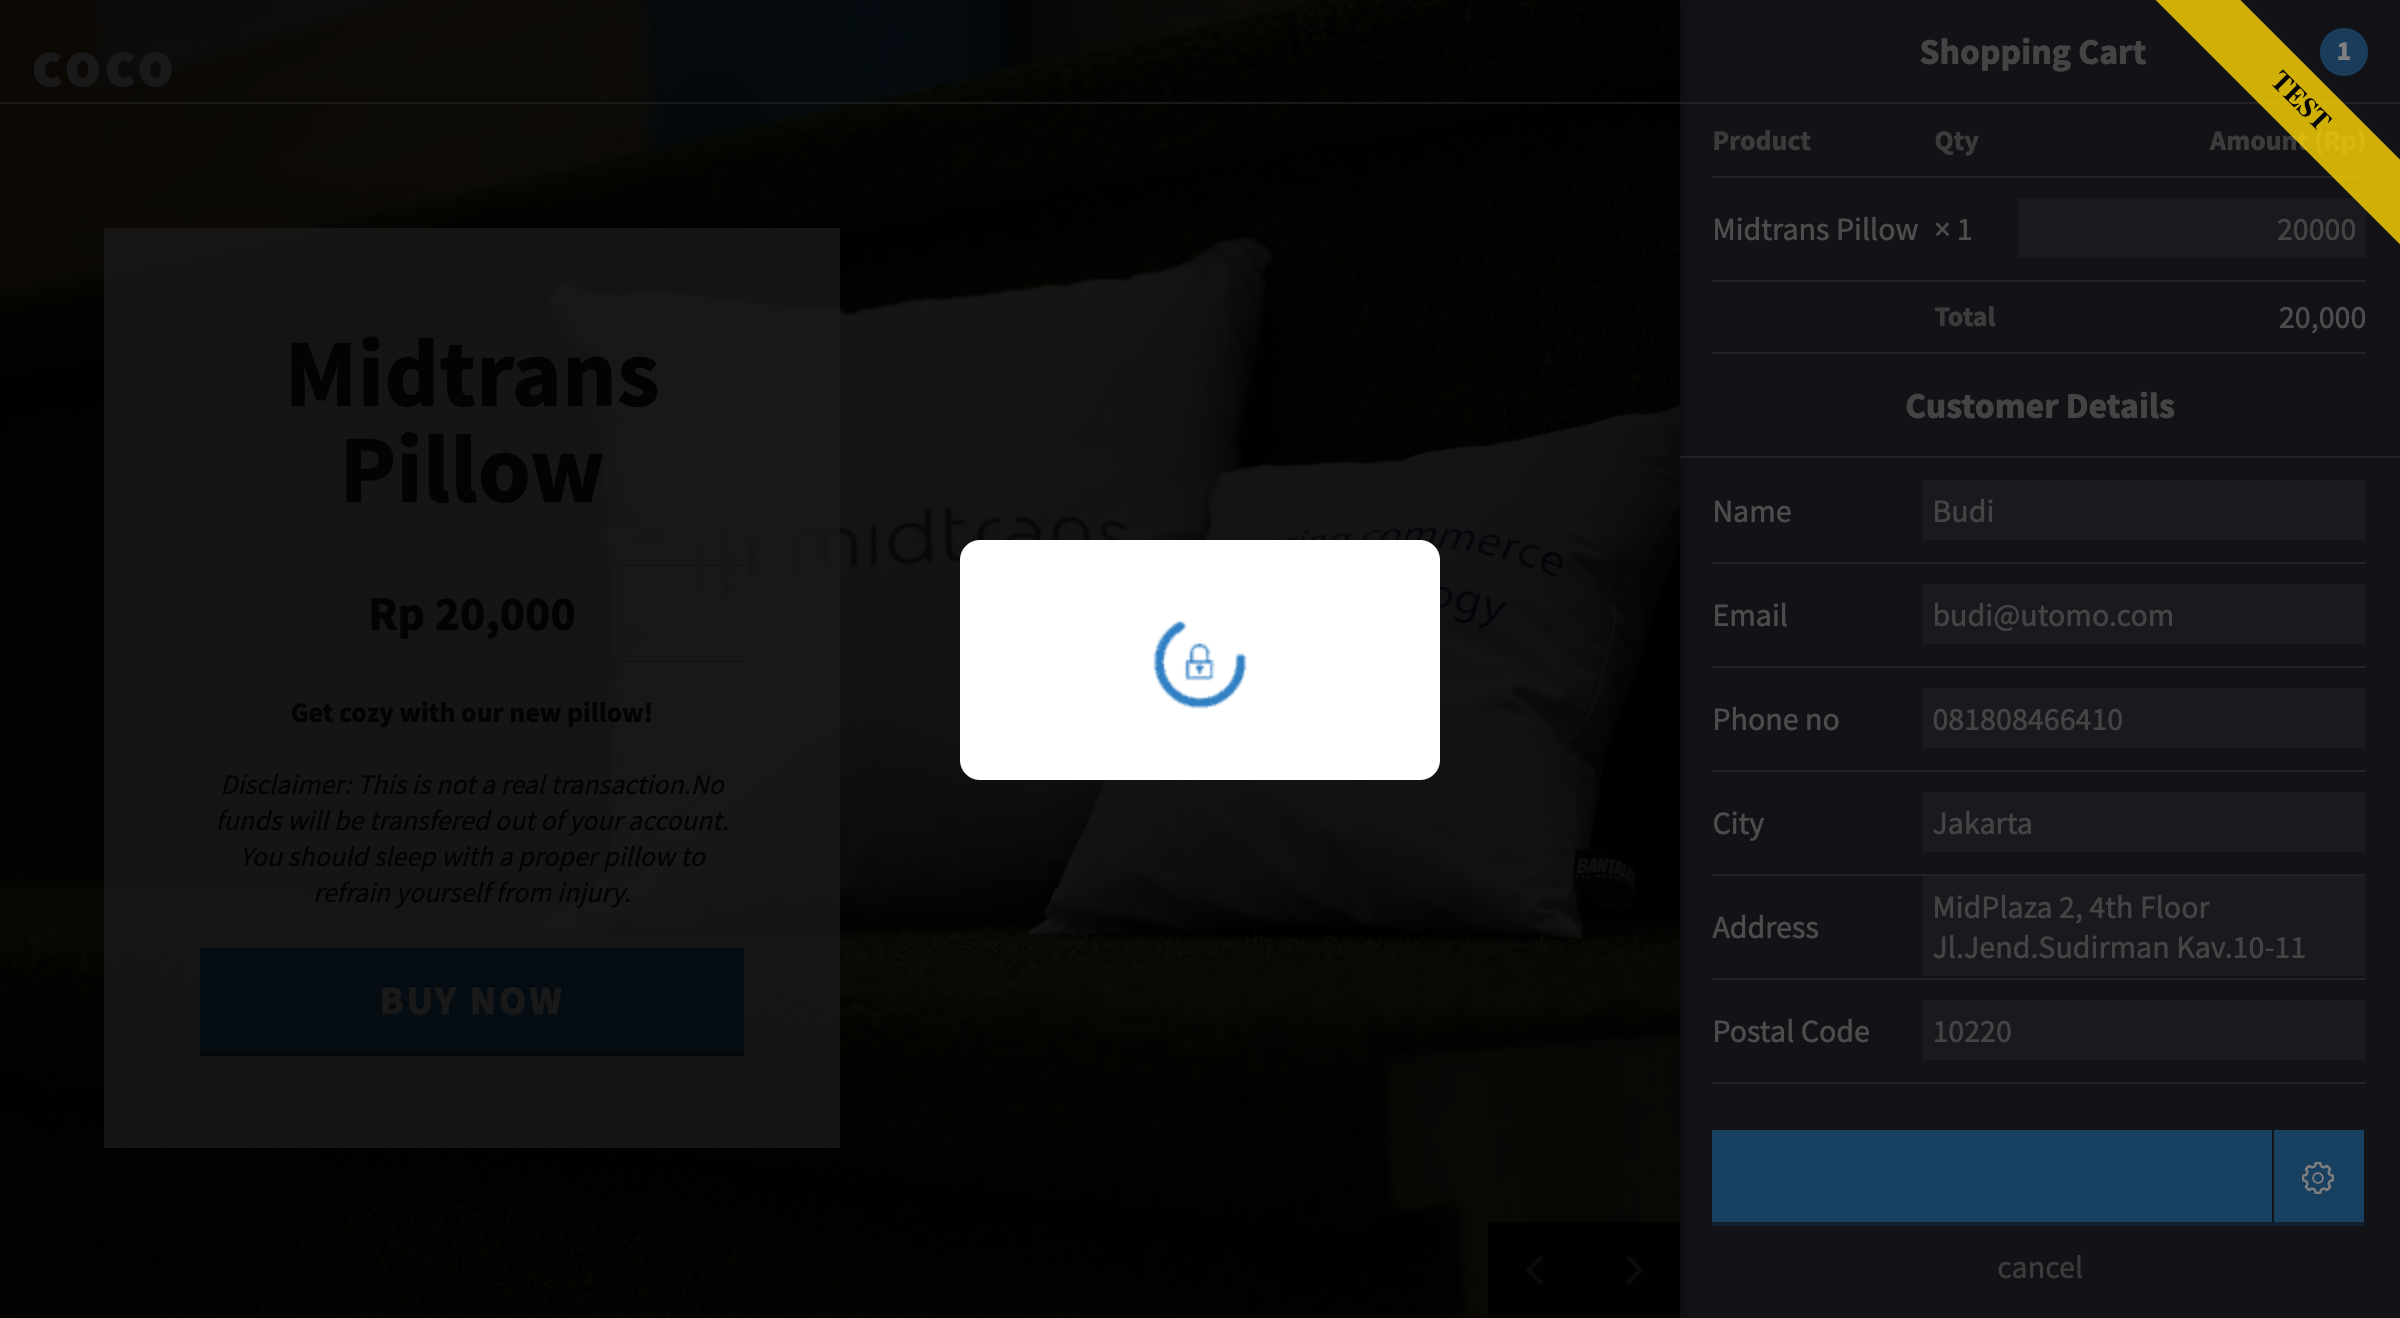 COCO
Midtrans
Pillow
Rp 20,000
Get cozy with our new pillow!
Disclaimer: This is not a real transaction.No
funds will be transfered out of your account.
You should sleep with a proper pillow to
refrain yourself from injury.
BUY NOW
midtrans
commerce
Shopping Cart
1
TEST
Product Qty Amount (Rp)
Midtrans Pillow × 1 20000
Total 20,000
Customer Details
Name Budi
Email budi@utomo.com
Phone no 081808466410
City Jakarta
Address MidPlaza 2, 4th Floor
Jl.Jend.Sudirman Kav.10-11
Postal Code 10220
cancel